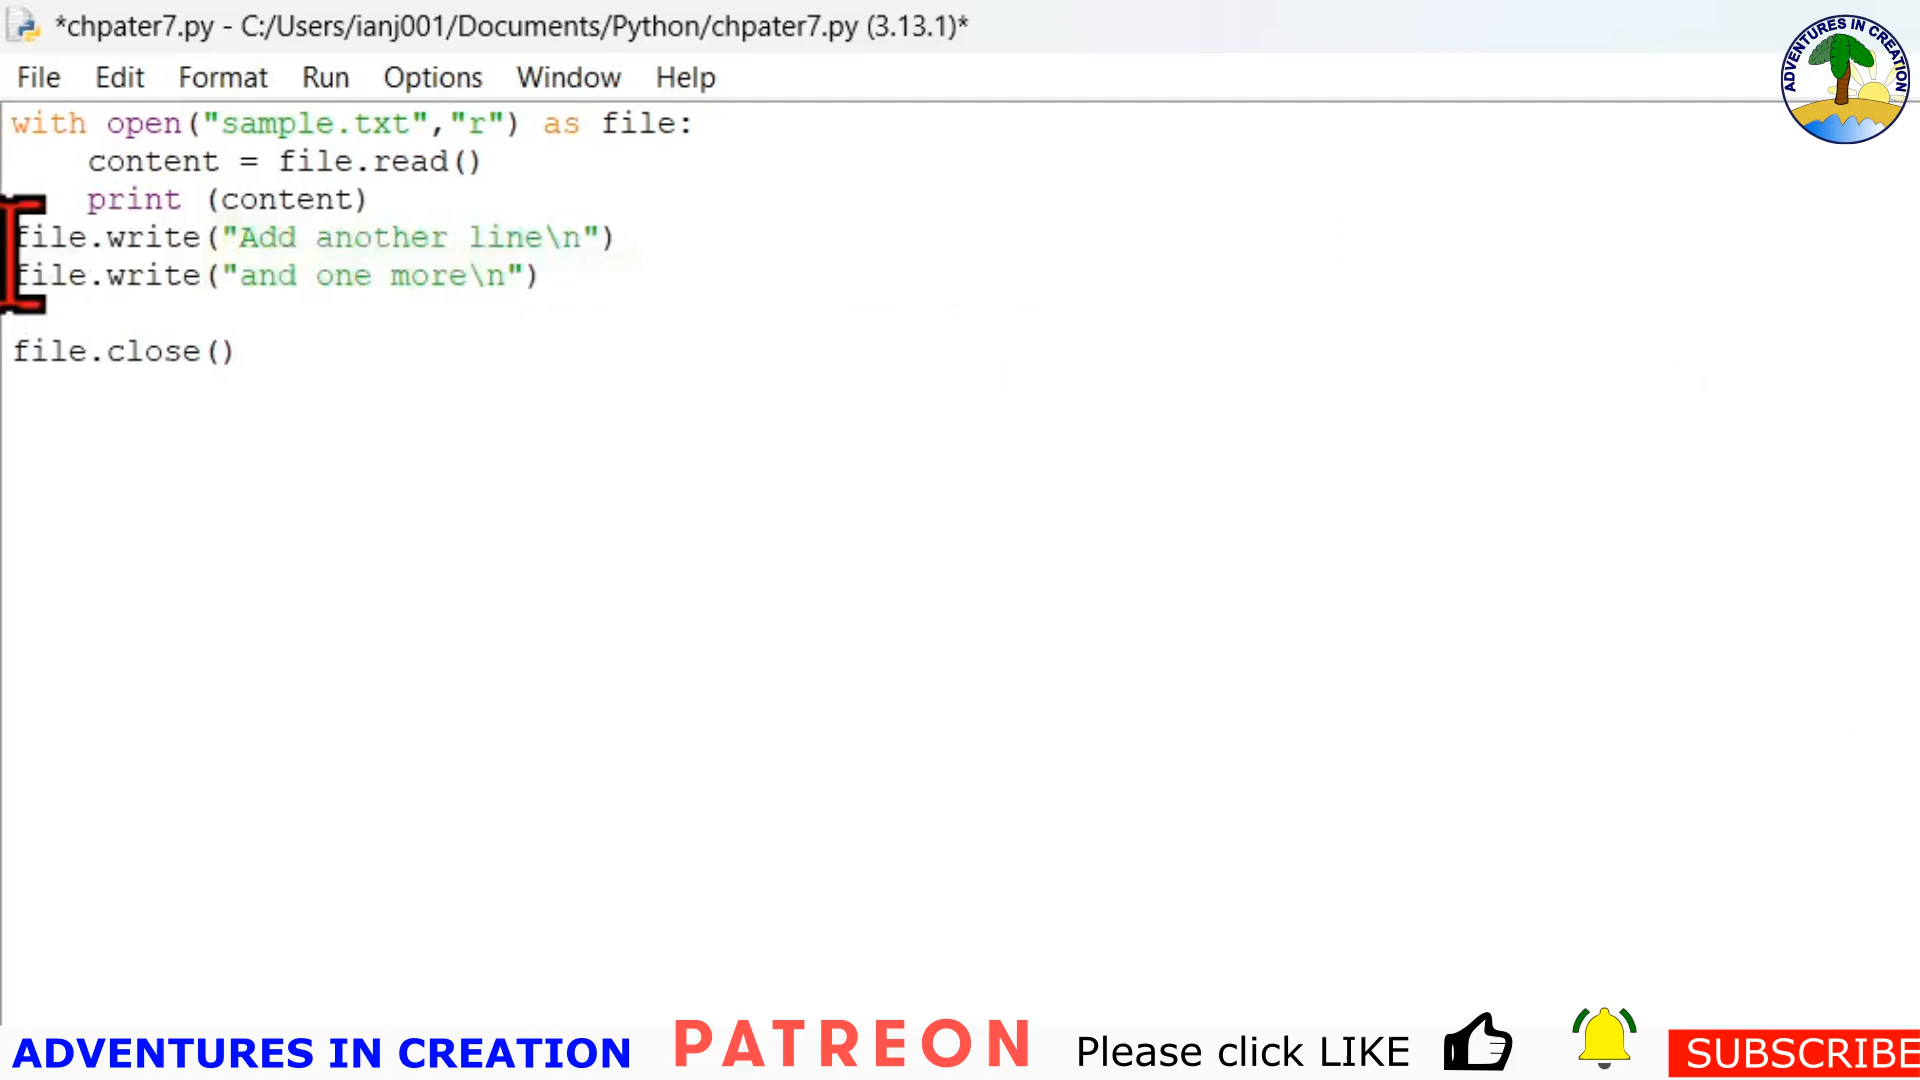 *chpater7.py - C:/Users/ianj001/Documents/Python/chpater7.py (3.13.1)*
File Edit Format Run Options Window Help
ADVENTURES IN CREATION
with open("sample.txt","r") as file:
    content = file.read()
    print (content)
file.write("Add another line\n")
file.write("and one more\n")
file.close()
ADVENTURES IN CREATION PATREON Please click LIKE SUBSCRIBE